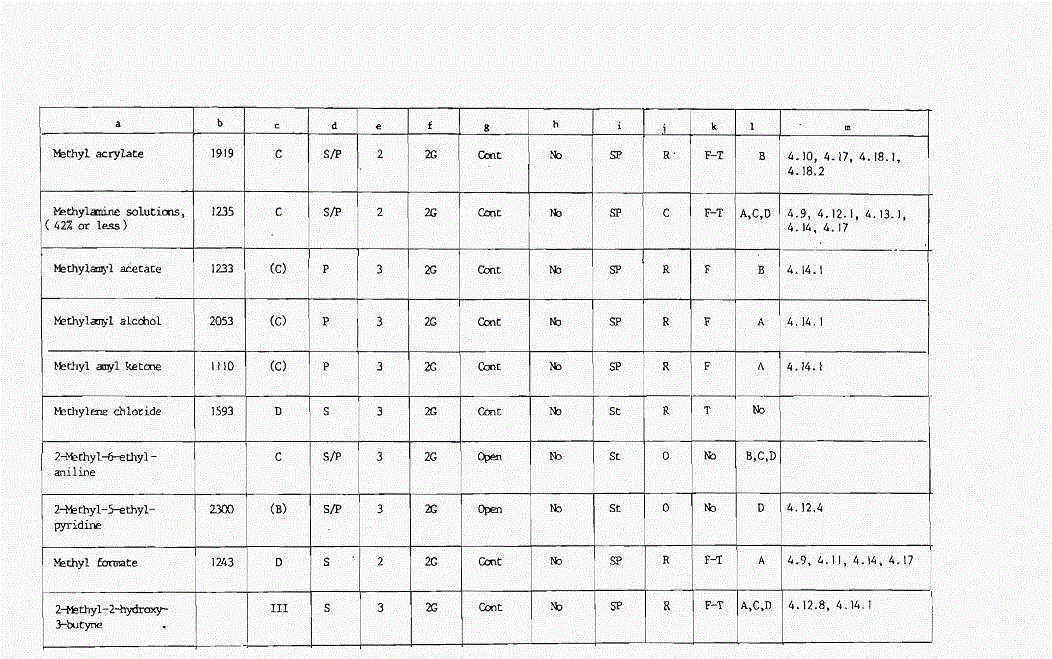 a b c d e f g h i j k l m
Methyl acrylate 1919 C S/P 2 2G Cont No SP R F-T B 4.10, 4.17, 4.18.1,
4.18.2
Methylamine solutions, 1235 C S/P 2 2G Cont No SP C F-T A,C,D 4.9, 4.12.1, 4.13.1,
(42% or less) 4.14, 4.17
Methylamyl acetate 1233 (C) P 3 2G Cont No SP R F B 4.14.1
Methylamyl alcohol 2053 (C) P 3 2G Cont No SP R F A 4.14.1
Methyl amyl ketone 1110 (C) P 3 2G Cont No SP R F A 4.14.1
Methylene chloride 1593 D S 3 2G Cont No St R T No
2-Methyl-6-ethyl- C S/P 3 2G Open No St O No B,C,D
aniline
2-Methyl-5-ethyl- 2300 (B) S/P 3 2G Open No St O No D 4.12.4
pyridine
Methyl formate 1243 D S 2 2G Cont No SP R F-T A 4.9, 4.11, 4.14, 4.17
2-Methyl-2-hydroxy- III S 3 2G Cont No SP R F-T A,C,D 4.12.8, 4.14.1
3-butyne